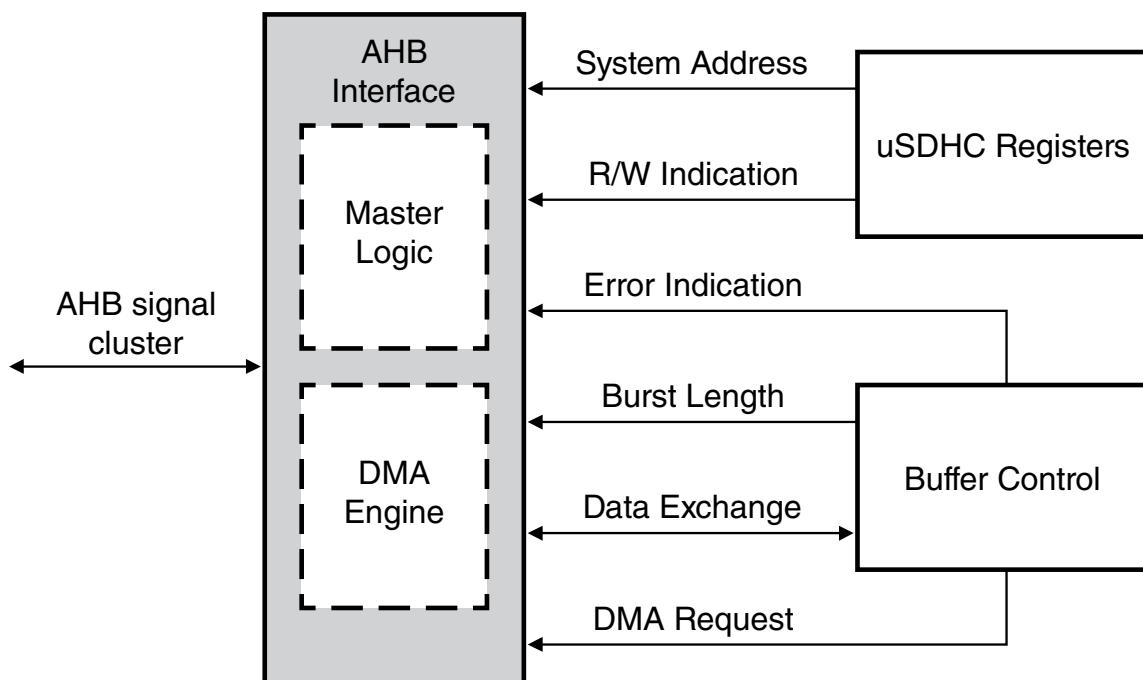 AHB
Interface
Master
Logic
DMA
Engine
AHB signal
cluster
System Address
R/W Indication
Error Indication
Burst Length
Data Exchange
DMA Request
uSDHC Registers
Buffer Control